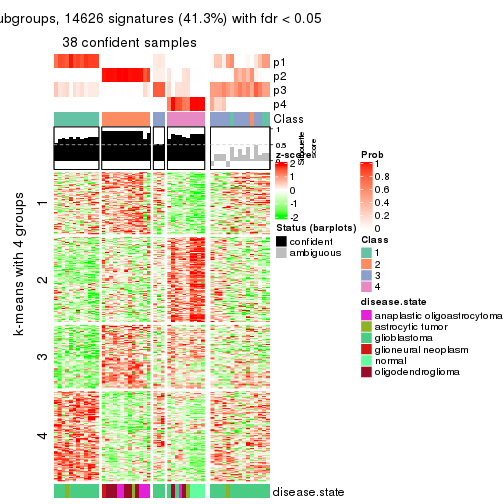 ubgroups, 14626 signatures (41.3%) with fdr < 0.05
38 confident samples
p1
p2
p3
p4
Class
1
0.5
0
Silhouette
score
z-score
2
1
0
-1
-2
Status (barplots)
confident
ambiguous
Prob
1
0.8
0.6
0.4
0.2
0
Class
1
2
3
4
disease.state
anaplastic oligoastrocytoma
astrocytic tumor
glioblastoma
glioneural neoplasm
normal
oligodendroglioma
k-means with 4 groups
1
2
3
4
disease.state